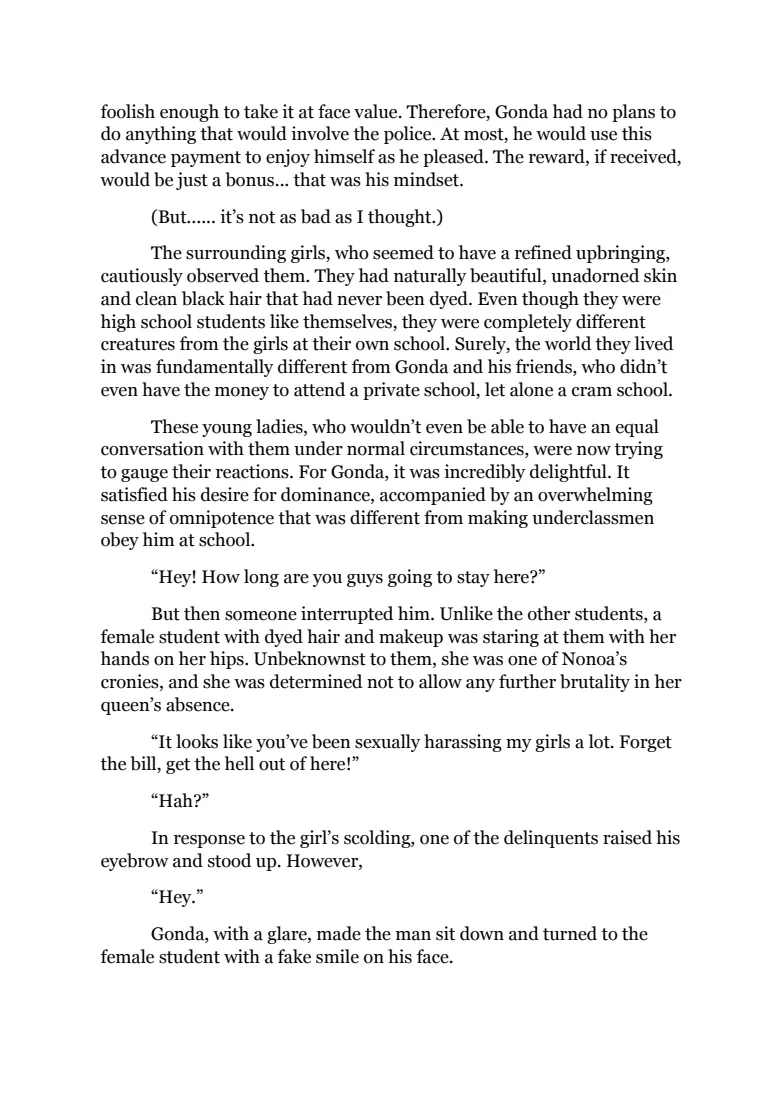 foolish enough to take it at face value. Therefore, Gonda had no plans to
do anything that would involve the police. At most, he would use this
advance payment to enjoy himself as he pleased. The reward, if received,
would be just a bonus... that was his mindset.
(But...... it’s not as bad as I thought.)
The surrounding girls, who seemed to have a refined upbringing,
cautiously observed them. They had naturally beautiful, unadorned skin
and clean black hair that had never been dyed. Even though they were
high school students like themselves, they were completely different
creatures from the girls at their own school. Surely, the world they lived
in was fundamentally different from Gonda and his friends, who didn’t
even have the money to attend a private school, let alone a cram school.
These young ladies, who wouldn’t even be able to have an equal
conversation with them under normal circumstances, were now trying
to gauge their reactions. For Gonda, it was incredibly delightful. It
satisfied his desire for dominance, accompanied by an overwhelming
sense of omnipotence that was different from making underclassmen
obey him at school.
“Hey! How long are you guys going to stay here?”
But then someone interrupted him. Unlike the other students, a
female student with dyed hair and makeup was staring at them with her
hands on her hips. Unbeknownst to them, she was one of Nonoa’s
cronies, and she was determined not to allow any further brutality in her
queen’s absence.
“It looks like you’ve been sexually harassing my girls a lot. Forget
the bill, get the hell out of here!”
“Hah?”
In response to the girl’s scolding, one of the delinquents raised his
eyebrow and stood up. However,
“Hey.”
Gonda, with a glare, made the man sit down and turned to the
female student with a fake smile on his face.